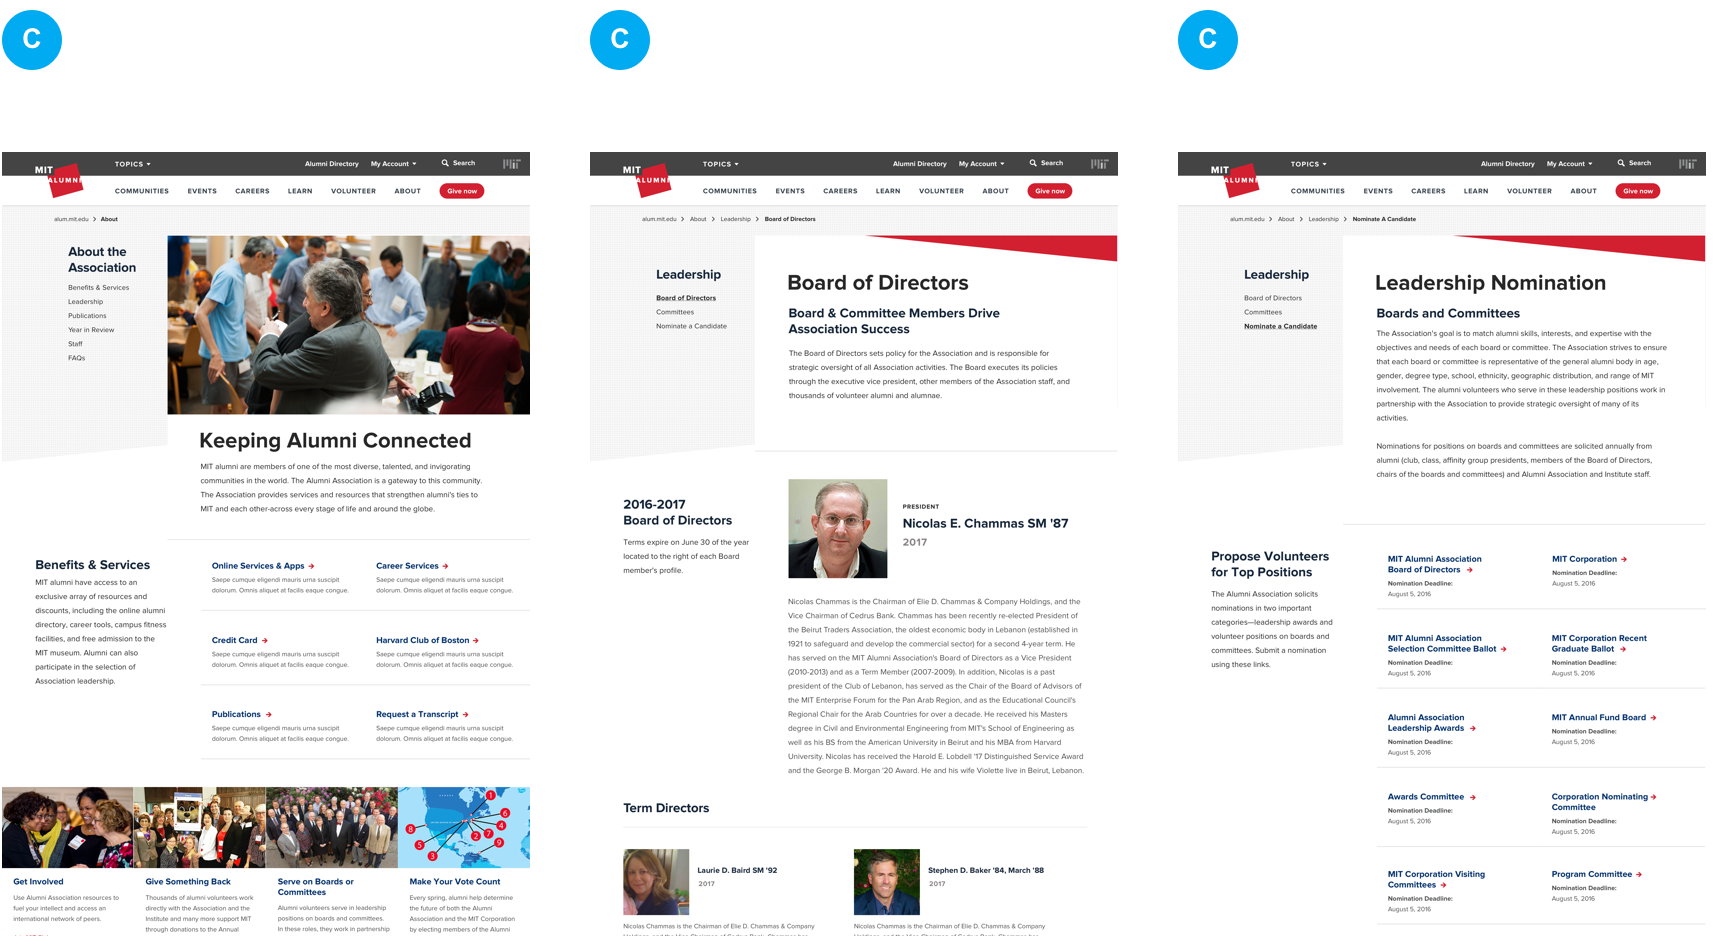 C
MIT
ALUMNI
TOPICS
Alumni Directory
My Account
Search
COMMUNITIES
EVENTS
CAREERS
LEARN
VOLUNTEER
ABOUT
Give now
alum.mit.edu > About
About the
Association
Benefits & Services
Leadership
Publications
Year in Review
Staff
FAQs
Keeping Alumni Connected
MIT alumni are members of one of the most diverse, talented, and invigorating
communities in the world. The Alumni Association is a gateway to this community.
The Association provides services and resources that strengthen alumni's ties to
MIT and each other-across every stage of life and around the globe.
Benefits & Services
MIT alumni have access to an
exclusive array of resources and
discounts, including the online alumni
directory, career tools, campus fitness
facilities, and free admission to the
MIT museum. Alumni can also
participate in the selection of
Association leadership.
Online Services & Apps
Saepe cumque eligendi mauris urna suscipit
dolorum. Omnis aliquet at facilis eaque congue.
Career Services
Saepe cumque eligendi mauris urna suscipit
dolorum. Omnis aliquet at facilis eaque congue.
Credit Card
Saepe cumque eligendi mauris urna suscipit
dolorum. Omnis aliquet at facilis eaque congue.
Harvard Club of Boston
Saepe cumque eligendi mauris urna suscipit
dolorum. Omnis aliquet at facilis eaque congue.
Publications
Saepe cumque eligendi mauris urna suscipit
dolorum. Omnis aliquet at facilis eaque congue.
Request a Transcript
Saepe cumque eligendi mauris urna suscipit
dolorum. Omnis aliquet at facilis eaque congue.
1
6
4
8
2
7
5
9
3
Get Involved
Use Alumni Association resources to
fuel your intellect and access an
international network of peers.
Give Something Back
Thousands of alumni volunteers work
directly with the Association and the
Institute and many more support MIT
through donations to the Annual
Serve on Boards or
Committees
Alumni volunteers serve in leadership
positions on boards and committees.
In these roles, they work in partnership
Make Your Vote Count
Every spring, alumni help determine
the future of both the Alumni
Association and the MIT Corporation
by electing members of the Alumni
C
MIT
ALUMNI
TOPICS
Alumni Directory
My Account
Search
COMMUNITIES
EVENTS
CAREERS
LEARN
VOLUNTEER
ABOUT
Give now
alum.mit.edu > About > Leadership > Board of Directors
Leadership
Board of Directors
Committees
Nominate a Candidate
Board of Directors
Board & Committee Members Drive
Association Success
The Board of Directors sets policy for the Association and is responsible for
strategic oversight of all Association activities. The Board executes its policies
through the executive vice president, other members of the Association staff, and
thousands of volunteer alumni and alumnae.
2016-2017
Board of Directors
Terms expire on June 30 of the year
located to the right of each Board
member's profile.
PRESIDENT
Nicolas E. Chammas SM '87
2017
Nicolas Chammas is the Chairman of Elie D. Chammas & Company Holdings, and the
Vice Chairman of Cedrus Bank. Chammas has been recently re-elected President of
the Beirut Traders Association, the oldest economic body in Lebanon (established in
1921 to safeguard and develop the commercial sector) for a second 4-year term. He
has served on the MIT Alumni Association's Board of Directors as a Vice President
(2010-2013) and as a Term Member (2007-2009). In addition, Nicolas is a past
president of the Club of Lebanon, has served as the Chair of the Board of Advisors of
the MIT Enterprise Forum for the Pan Arab Region, and as the Educational Council's
Regional Chair for the Arab Countries for over a decade. He received his Masters
degree in Civil and Environmental Engineering from MIT's School of Engineering as
well as his BS from the American University in Beirut and his MBA from Harvard
University. Nicolas has received the Harold E. Lobdell '17 Distinguished Service Award
and the George B. Morgan '20 Award. He and his wife Violette live in Beirut, Lebanon.
Term Directors
Laurie D. Baird SM '92
2017
Nicolas Chammas is the Chairman of Elie D. Chammas & Company
Stephen D. Baker '84, March '88
2017
Nicolas Chammas is the Chairman of Elie D. Chammas & Company
C
MIT
ALUMNI
TOPICS
Alumni Directory
My Account
Search
COMMUNITIES
EVENTS
CAREERS
LEARN
VOLUNTEER
ABOUT
Give now
alum.mit.edu > About > Leadership > Nominate A Candidate
Leadership
Board of Directors
Committees
Nominate a Candidate
Leadership Nomination
Boards and Committees
The Association's goal is to match alumni skills, interests, and expertise with the
objectives and needs of each board or committee. The Association strives to ensure
that each board or committee is representative of the general alumni body in age,
gender, degree type, school, ethnicity, geographic distribution, and range of MIT
involvement. The alumni volunteers who serve in these leadership positions work in
partnership with the Association to provide strategic oversight of many of its
activities.
Nominations for positions on boards and committees are solicited annually from
alumni (club, class, affinity group presidents, members of the Board of Directors,
chairs of the boards and committees) and Alumni Association and Institute staff.
Propose Volunteers
for Top Positions
The Alumni Association solicits
nominations in two important
categories—leadership awards and
volunteer positions on boards and
committees. Submit a nomination
using these links.
MIT Alumni Association
Board of Directors
Nomination Deadline:
August 5, 2016
MIT Corporation
Nomination Deadline:
August 5, 2016
MIT Alumni Association
Selection Committee Ballot
Nomination Deadline:
August 5, 2016
MIT Corporation Recent
Graduate Ballot
Nomination Deadline:
August 5, 2016
Alumni Association
Leadership Awards
Nomination Deadline:
August 5, 2016
MIT Annual Fund Board
Nomination Deadline:
August 5, 2016
Awards Committee
Nomination Deadline:
August 5, 2016
Corporation Nominating
Committee
Nomination Deadline:
August 5, 2016
MIT Corporation Visiting
Committees
Nomination Deadline:
August 5, 2016
Program Committee
Nomination Deadline:
August 5, 2016